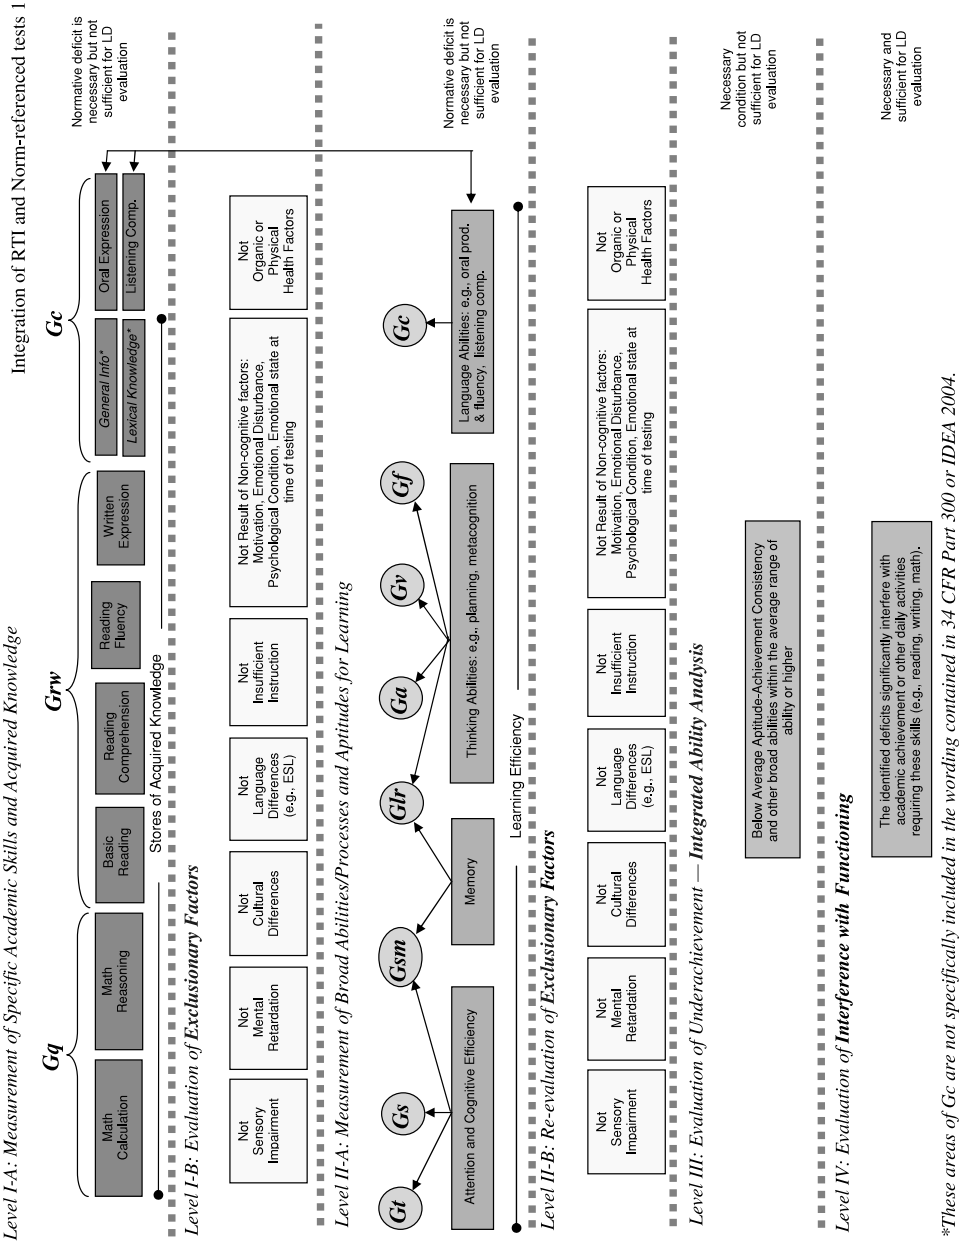 Integration of RTI and Norm-referenced tests 1
Level I-A: Measurement of Specific Academic Skills and Acquired Knowledge
Gq
Grw
Gc
Math
Calculation
Math
Reasoning
Basic
Reading
Reading
Comprehension
Reading
Fluency
Written
Expression
General Info*
Lexical Knowledge*
Oral Expression
Listening Comp.
Normative deficit is
necessary but not
sufficient for LD
evaluation
Stores of Acquired Knowledge
Level I-B: Evaluation of Exclusionary Factors
Not
Sensory
Impairment
Not
Mental
Retardation
Not
Cultural
Differences
Not
Language
Differences
(e.g., ESL)
Not
Insufficient
Instruction
Not Result of Non-cognitive factors:
Motivation, Emotional Disturbance,
Psychological Condition, Emotional state at
time of testing
Not
Organic or
Physical
Health Factors
Level II-A: Measurement of Broad Abilities/Processes and Aptitudes for Learning
Gt
Gs
Gsm
Glr
Ga
Gv
Gf
Gc
Attention and Cognitive Efficiency
Memory
Thinking Abilities: e.g., planning, metacognition
Language Abilities: e.g., oral prod.
& fluency, listening comp.
Normative deficit is
necessary but not
sufficient for LD
evaluation
Learning Efficiency
Level II-B: Re-evaluation of Exclusionary Factors
Not
Sensory
Impairment
Not
Mental
Retardation
Not
Cultural
Differences
Not
Language
Differences
(e.g., ESL)
Not
Insufficient
Instruction
Not Result of Non-cognitive factors:
Motivation, Emotional Disturbance,
Psychological Condition, Emotional state at
time of testing
Not
Organic or
Physical
Health Factors
Level III: Evaluation of Underachievement — Integrated Ability Analysis
Below Average Aptitude-Achievement Consistency
and other broad abilities within the average range of
ability or higher
Necessary
condition but not
sufficient for LD
evaluation
Level IV: Evaluation of Interference with Functioning
The identified deficits significantly interfere with
academic achievement or other daily activities
requiring these skills (e.g., reading, writing, math).
Necessary and
sufficient for LD
evaluation
*These areas of Gc are not specifically included in the wording contained in 34 CFR Part 300 or IDEA 2004.